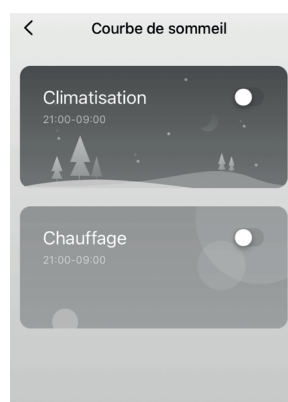 Courbe de sommeil
Climatisation
21:00-09:00
Chauffage
21:00-09:00